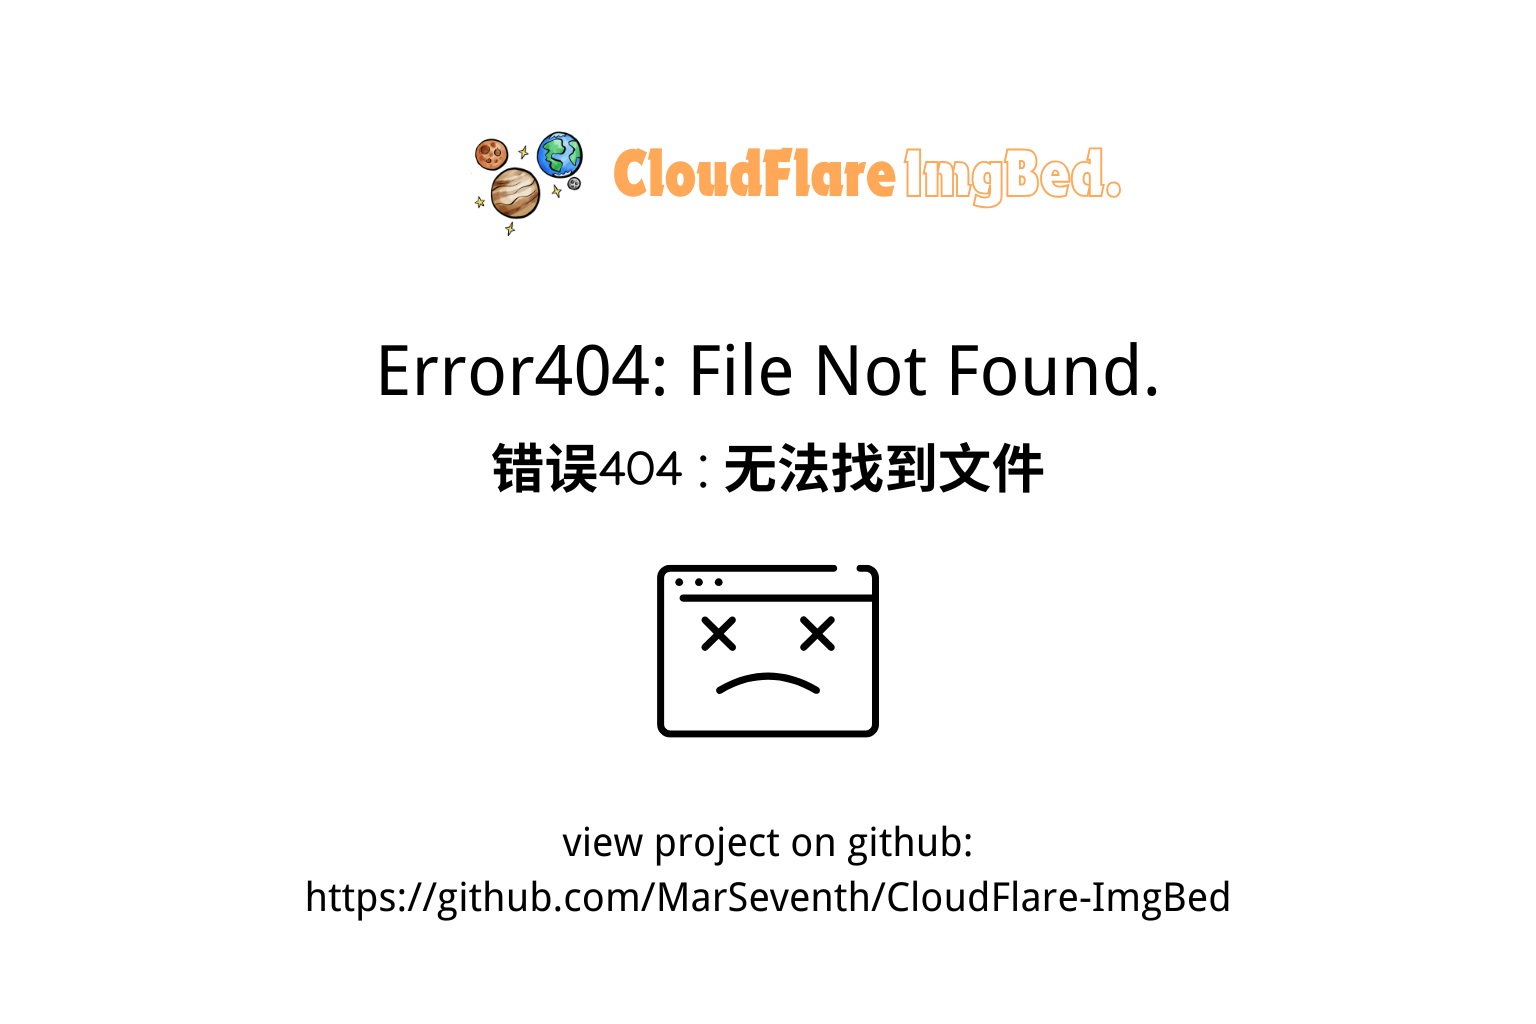 CloudFlare ImgBed.
Error404: File Not Found.
错误404 : 无法找到文件
view project on github:
https://github.com/MarSeventh/CloudFlare-ImgBed